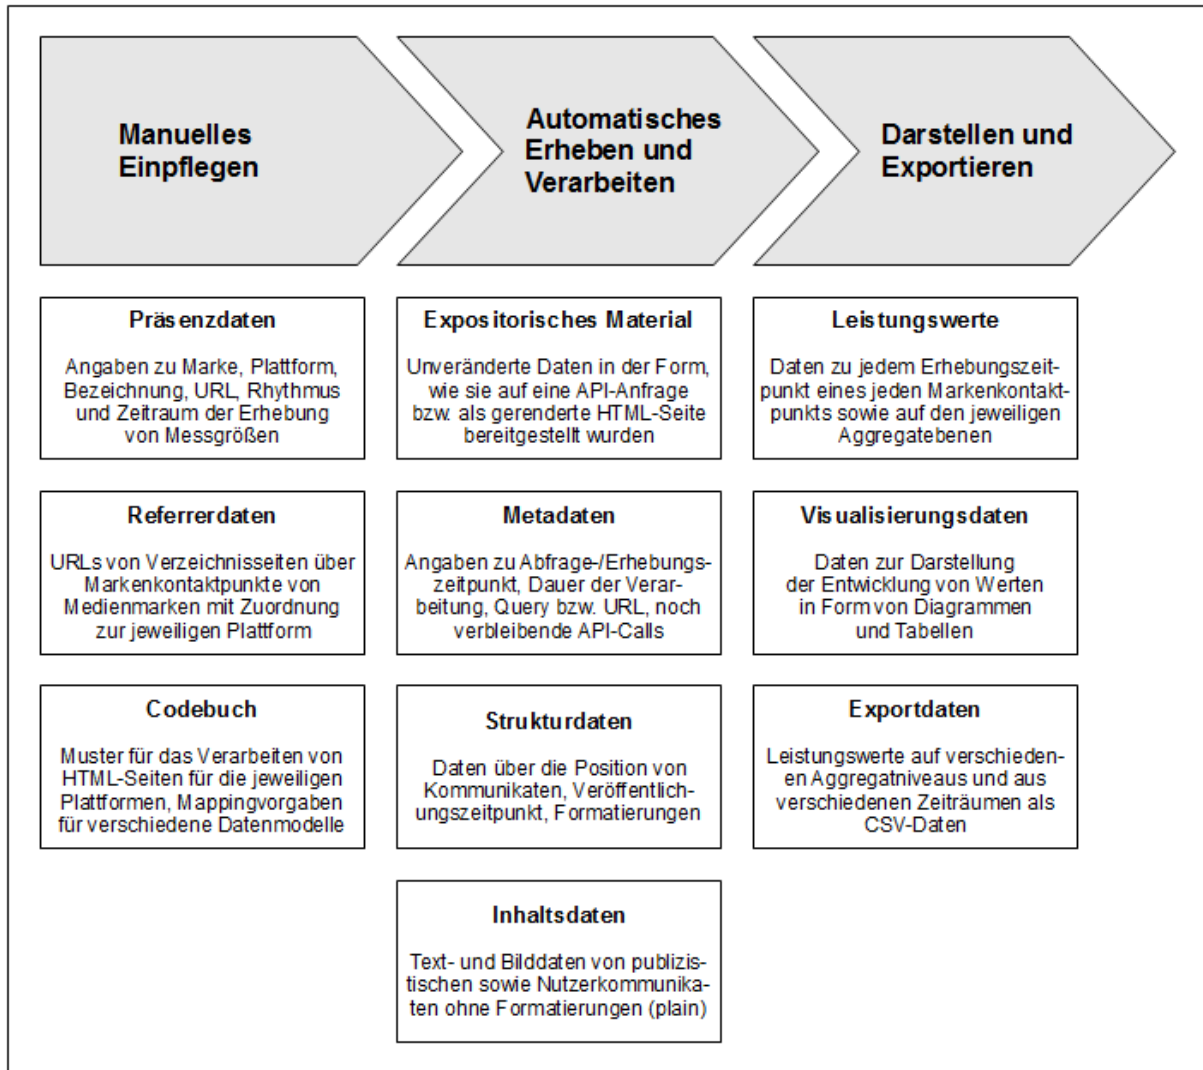 Manuelles
Einpflegen
Automatisches
Erheben und
Verarbeiten
Darstellen und
Exportieren
Präsenzdaten
Angaben zu Marke, Plattform,
Bezeichnung, URL, Rhythmus
und Zeitraum der Erhebung
von Messgrößen
Referrerdaten
URLs von Verzeichnisseiten über
Markenkontaktpunkte von
Medienmarken mit Zuordnung
zur jeweiligen Plattform
Codebuch
Muster für das Verarbeiten von
HTML-Seiten für die jeweiligen
Plattformen, Mappingvorgaben
für verschiedene Datenmodelle
Expositorisches Material
Unveränderte Daten in der Form,
wie sie auf eine API-Anfrage
bzw. als gerenderte HTML-Seite
bereitgestellt wurden
Metadaten
Angaben zu Abfrage-/Erhebungs-
zeitpunkt, Dauer der Verar-
beitung, Query bzw. URL, noch
verbleibende API-Calls
Strukturdaten
Daten über die Position von
Kommunikaten, Veröffentlich-
ungszeitpunkt, Formatierungen
Inhaltsdaten
Text- und Bilddaten von publizis-
tischen sowie Nutzerkommunika-
ten ohne Formatierungen (plain)
Leistungswerte
Daten zu jedem Erhebungszeit-
punkt eines jeden Markenkontakt-
punkts sowie auf den jeweiligen
Aggregatebenen
Visualisierungsdaten
Daten zur Darstellung
der Entwicklung von Werten
in Form von Diagrammen
und Tabellen
Exportdaten
Leistungswerte auf verschieden-
en Aggregatniveaus und aus
verschiedenen Zeiträumen als
CSV-Daten